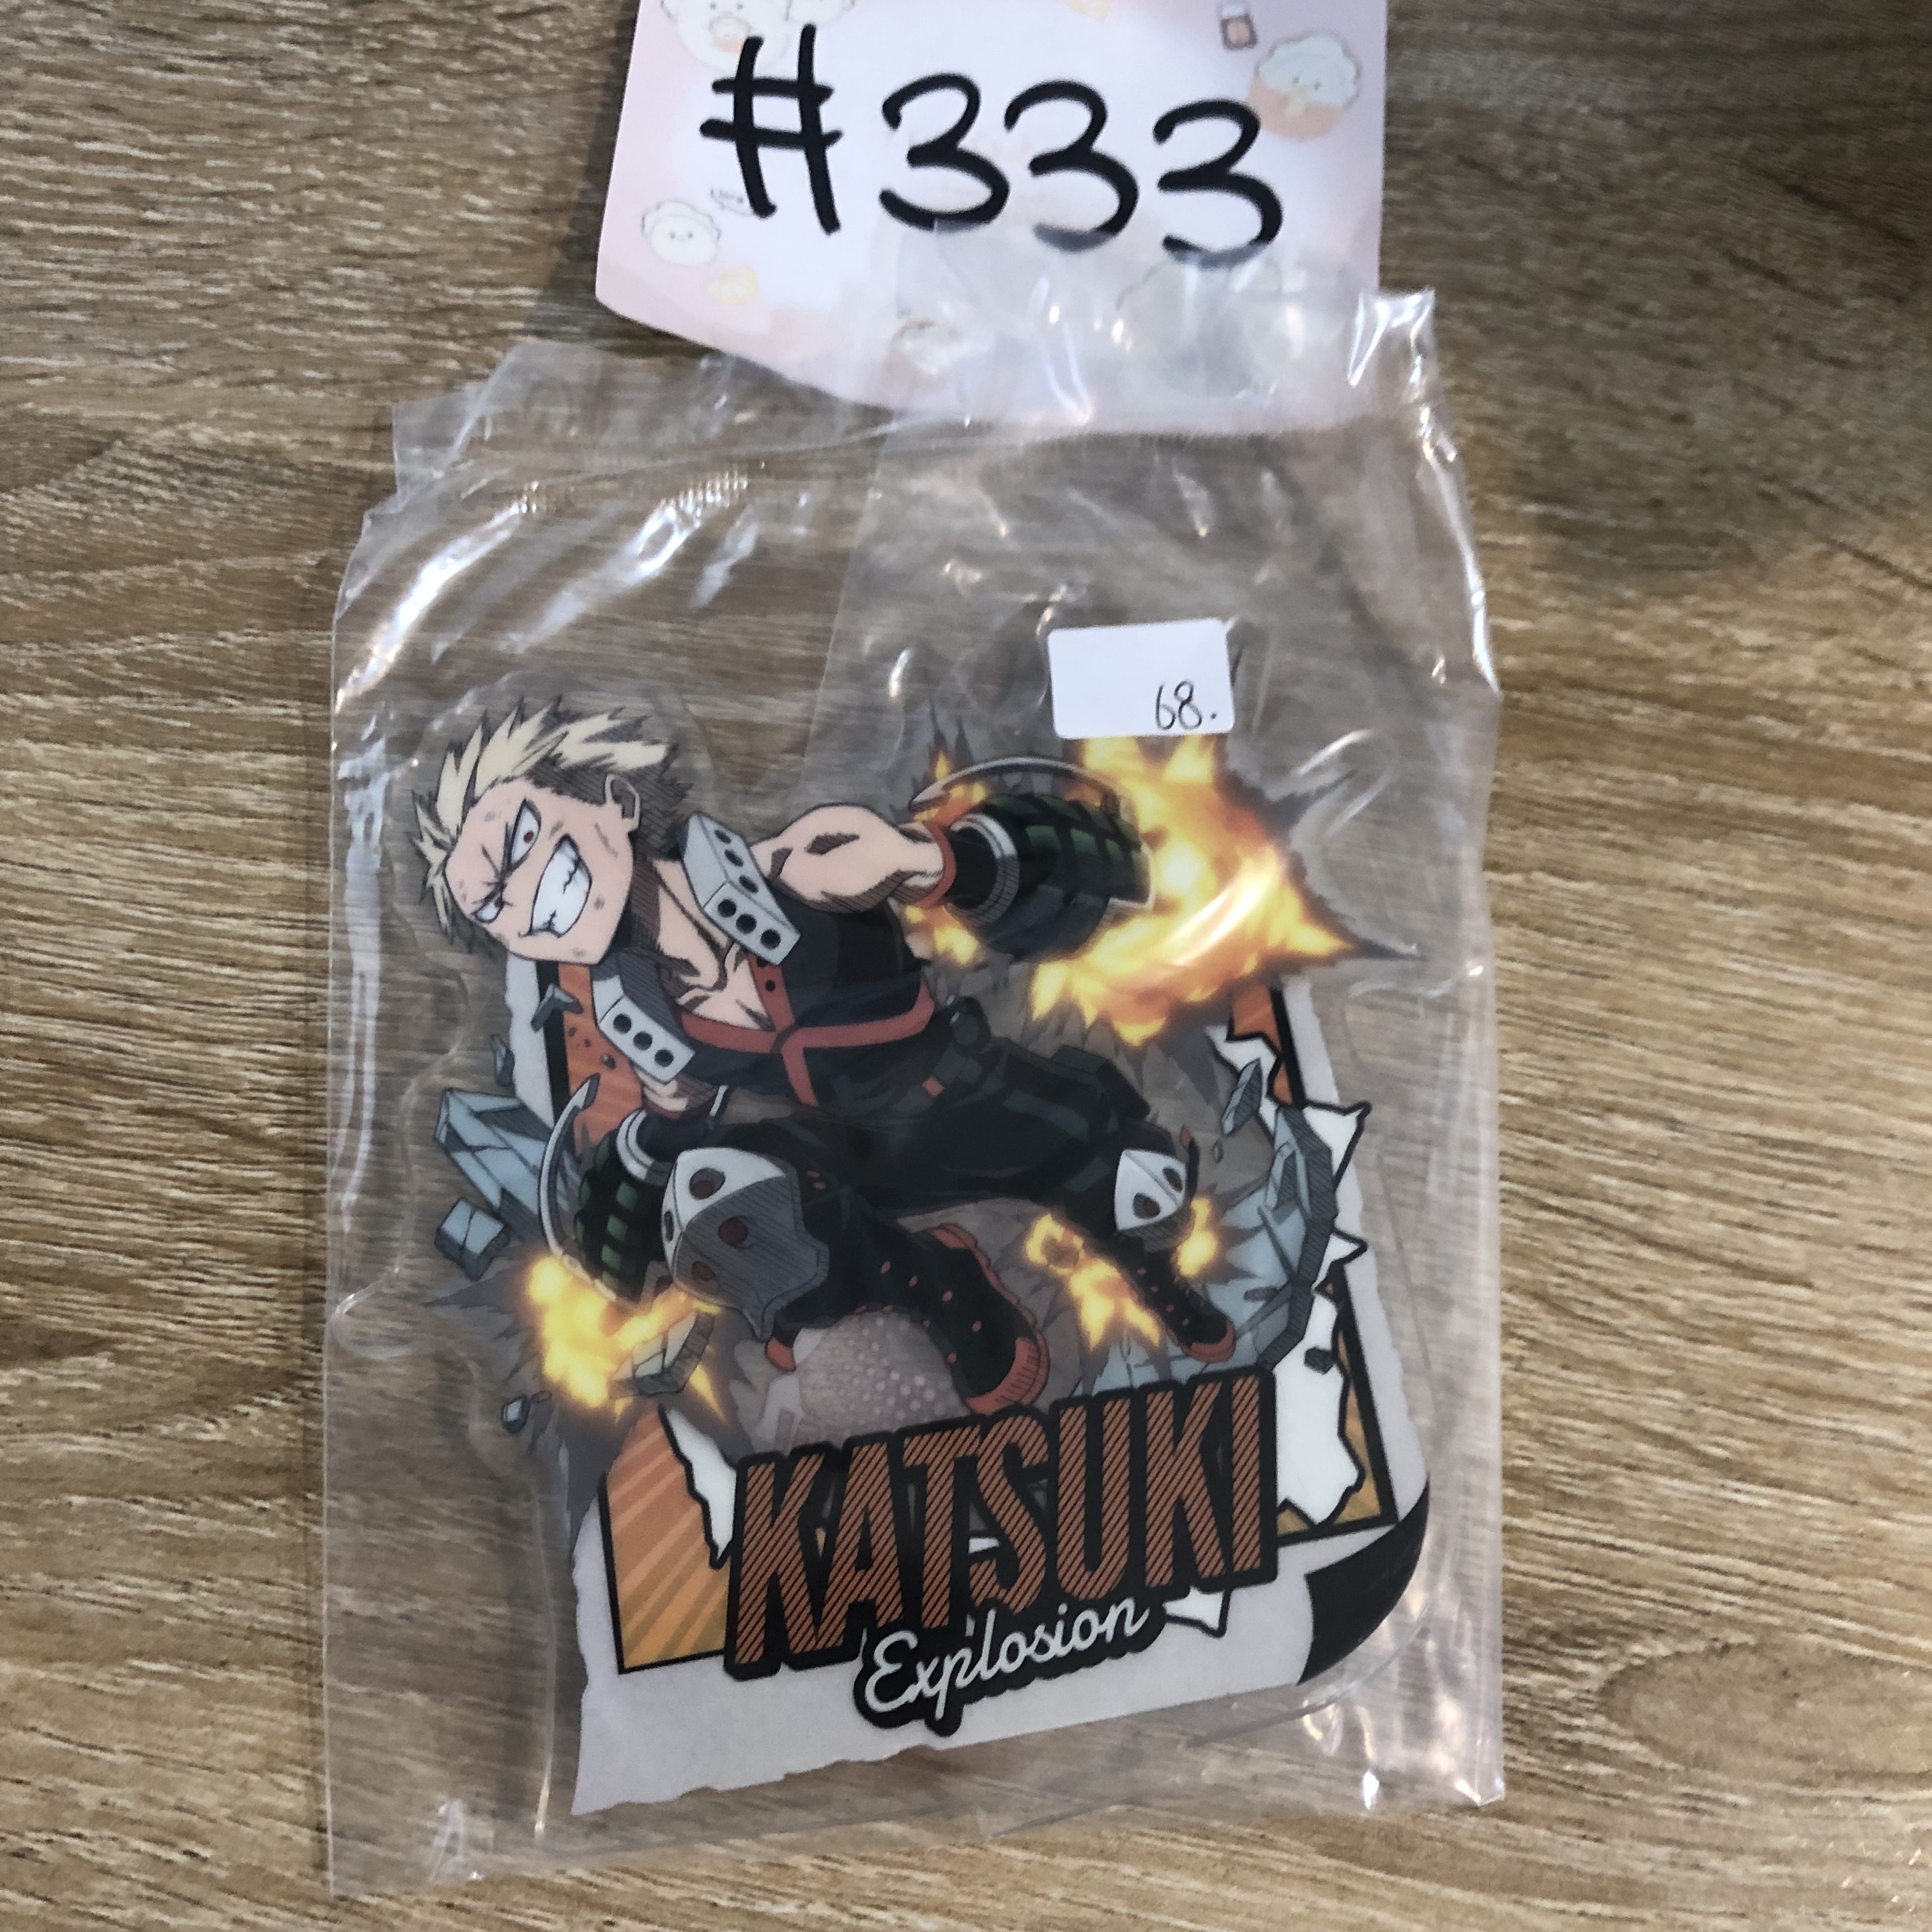 #333
68.
KATSUKI
Explosion